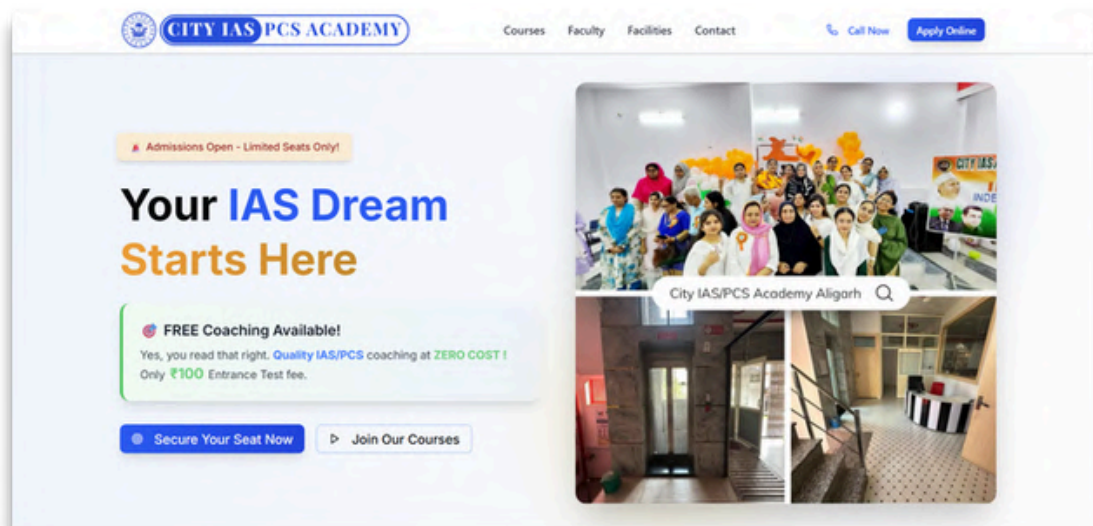 CITY IAS PCS ACADEMY
Courses Faculty Facilities Contact
Call Now
Apply Online
Admissions Open - Limited Seats Only!
Your IAS Dream
Starts Here
FREE Coaching Available!
Yes, you read that right. Quality IAS/PCS coaching at ZERO COST !
Only ₹100 Entrance Test fee.
Secure Your Seat Now
Join Our Courses
CITY IAS
INDE
City IAS/PCS Academy Aligarh